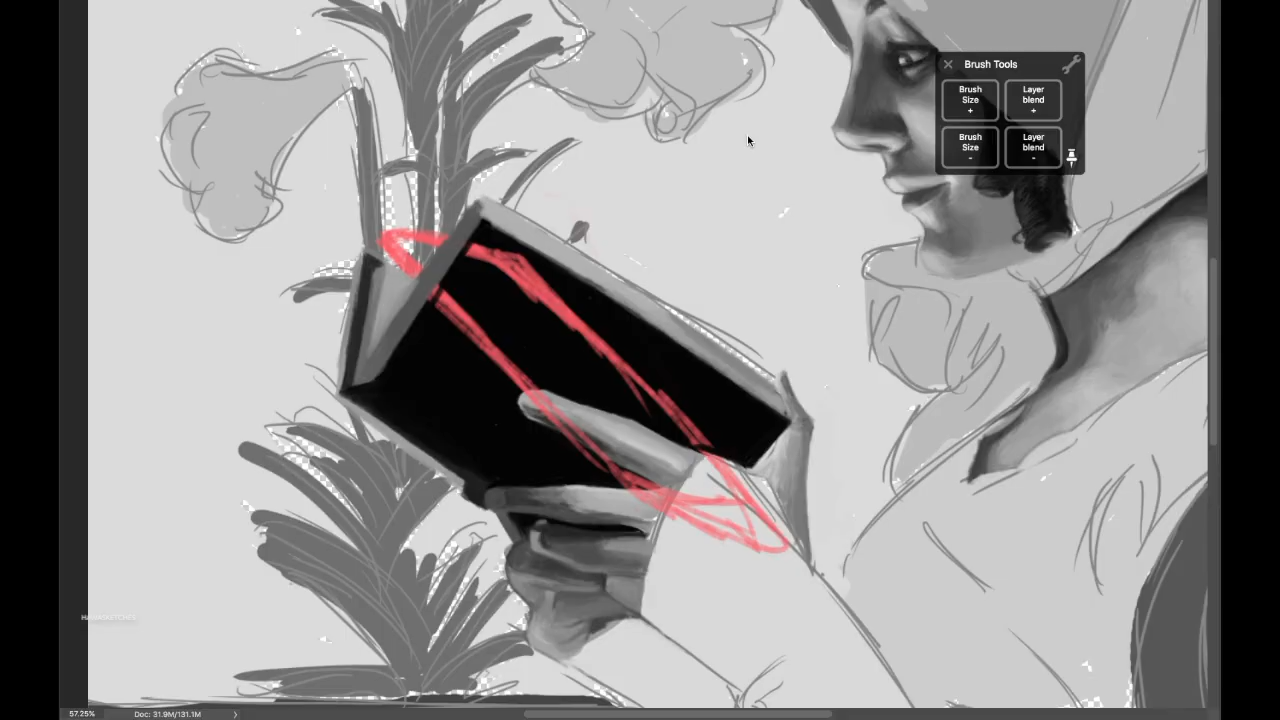 Brush Tools
Brush
Size
+
Layer
blend
+
Brush
Size
-
Layer
blend
-
57.25%
Doc: 31.9M/131.1M